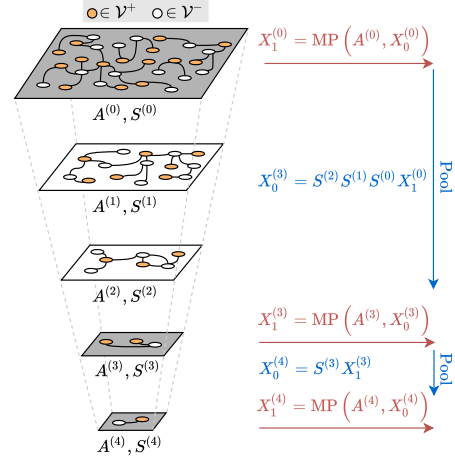 ∈ 𝒱⁺ ∈ 𝒱⁻
X₁⁽⁰⁾ = MP (A⁽⁰⁾, X₀⁽⁰⁾)
A⁽⁰⁾, S⁽⁰⁾
Pool
X₀⁽³⁾ = S⁽²⁾S⁽¹⁾S⁽⁰⁾X₁⁽⁰⁾
A⁽¹⁾, S⁽¹⁾
A⁽²⁾, S⁽²⁾
X₁⁽³⁾ = MP (A⁽³⁾, X₀⁽³⁾)
A⁽³⁾, S⁽³⁾
X₀⁽⁴⁾ = S⁽³⁾X₁⁽³⁾
Pool
X₁⁽⁴⁾ = MP (A⁽⁴⁾, X₀⁽⁴⁾)
A⁽⁴⁾, S⁽⁴⁾